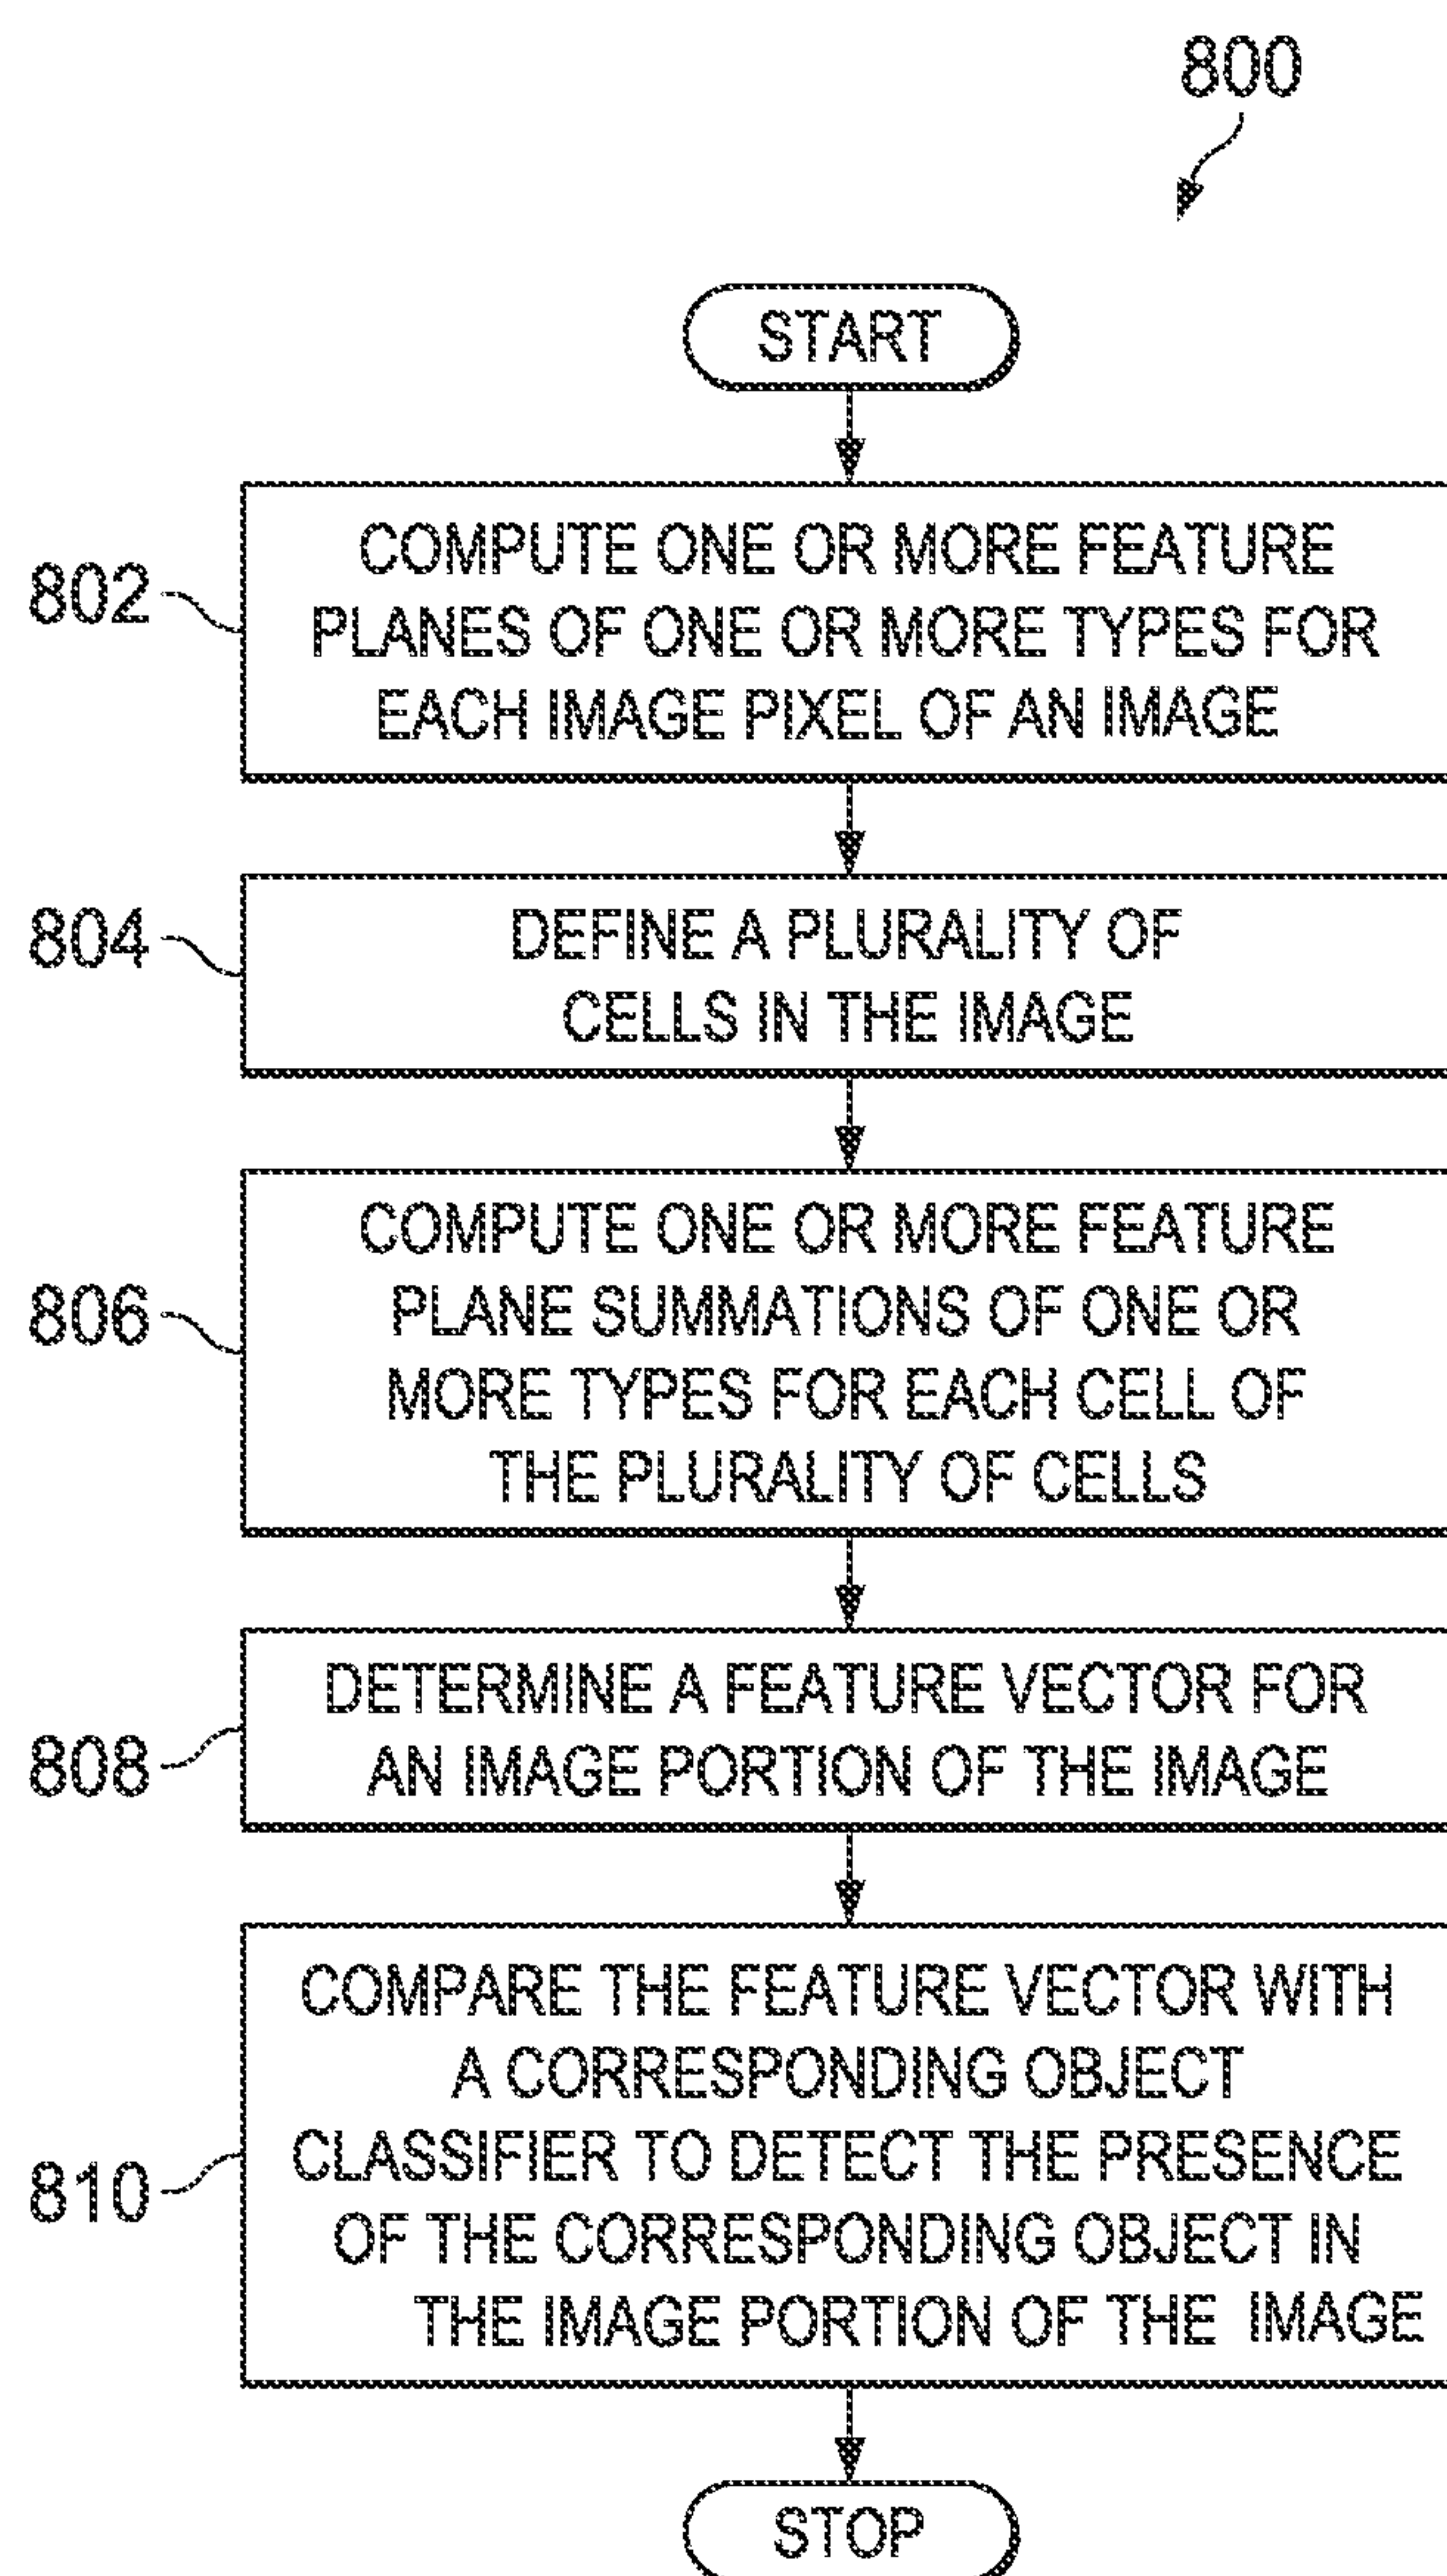 800
START
802
COMPUTE ONE OR MORE FEATURE
PLANES OF ONE OR MORE TYPES FOR
EACH IMAGE PIXEL OF AN IMAGE
804
DEFINE A PLURALITY OF
CELLS IN THE IMAGE
806
COMPUTE ONE OR MORE FEATURE
PLANE SUMMATIONS OF ONE OR
MORE TYPES FOR EACH CELL OF
THE PLURALITY OF CELLS
808
DETERMINE A FEATURE VECTOR FOR
AN IMAGE PORTION OF THE IMAGE
810
COMPARE THE FEATURE VECTOR WITH
A CORRESPONDING OBJECT
CLASSIFIER TO DETECT THE PRESENCE
OF THE CORRESPONDING OBJECT IN
THE IMAGE PORTION OF THE IMAGE
STOP